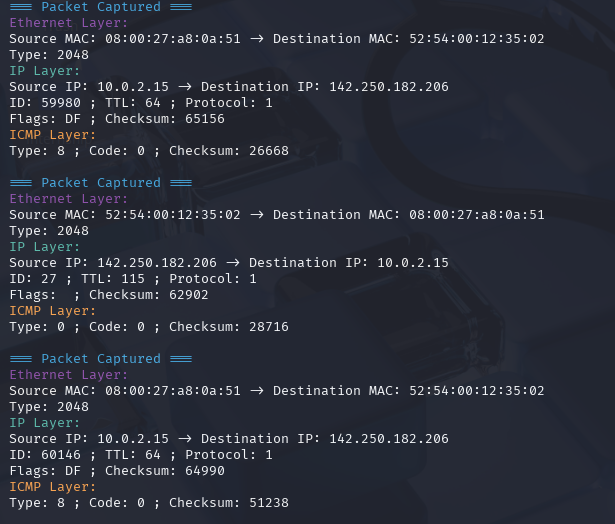 === Packet Captured ===
Ethernet Layer:
Source MAC: 08:00:27:a8:0a:51 -> Destination MAC: 52:54:00:12:35:02
Type: 2048
IP Layer:
Source IP: 10.0.2.15 -> Destination IP: 142.250.182.206
ID: 59980 ; TTL: 64 ; Protocol: 1
Flags: DF ; Checksum: 65156
ICMP Layer:
Type: 8 ; Code: 0 ; Checksum: 26668
=== Packet Captured ===
Ethernet Layer:
Source MAC: 52:54:00:12:35:02 -> Destination MAC: 08:00:27:a8:0a:51
Type: 2048
IP Layer:
Source IP: 142.250.182.206 -> Destination IP: 10.0.2.15
ID: 27 ; TTL: 115 ; Protocol: 1
Flags:  ; Checksum: 62902
ICMP Layer:
Type: 0 ; Code: 0 ; Checksum: 28716
=== Packet Captured ===
Ethernet Layer:
Source MAC: 08:00:27:a8:0a:51 -> Destination MAC: 52:54:00:12:35:02
Type: 2048
IP Layer:
Source IP: 10.0.2.15 -> Destination IP: 142.250.182.206
ID: 60146 ; TTL: 64 ; Protocol: 1
Flags: DF ; Checksum: 64990
ICMP Layer:
Type: 8 ; Code: 0 ; Checksum: 51238